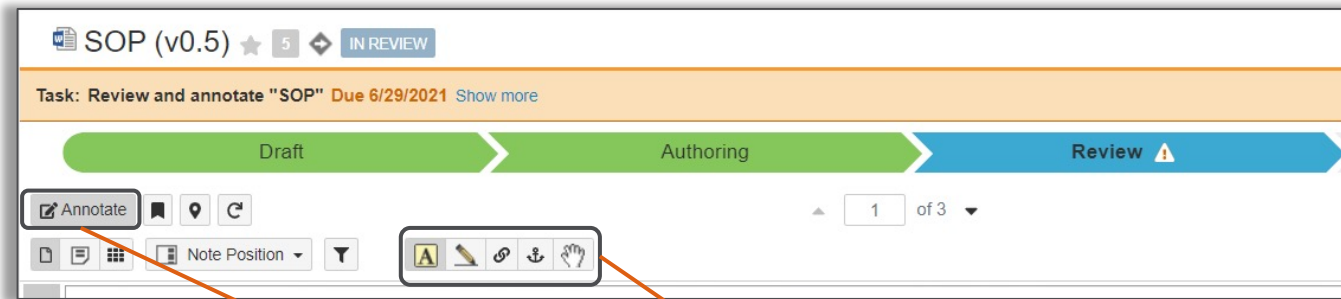 SOP (v0.5) 5 IN REVIEW
Task: Review and annotate "SOP" Due 6/29/2021 Show more
Draft Authoring Review
Annotate 1 of 3
Note Position A